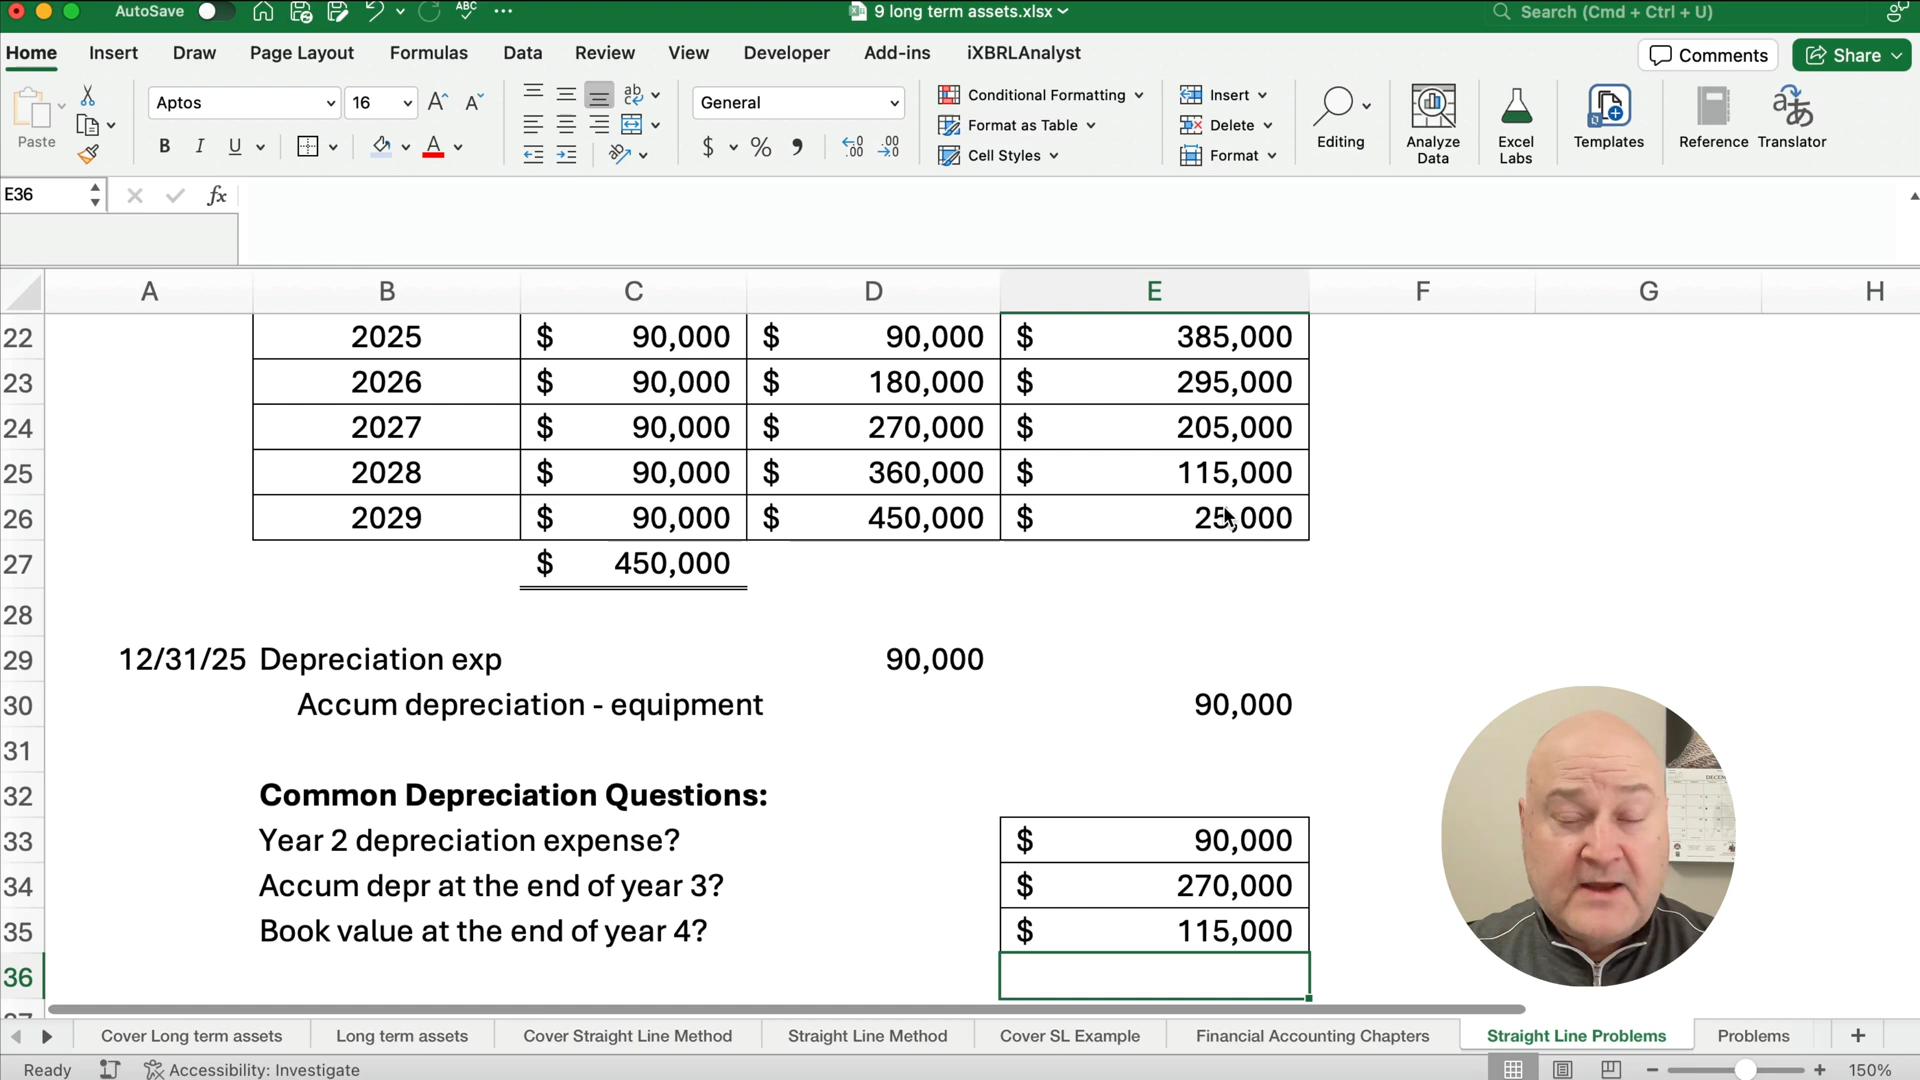 AutoSave ABC ... 9 long term assets.xlsx Search (Cmd + Ctrl + U)
Home Insert Draw Page Layout Formulas Data Review View Developer Add-ins iXBRLAnalyst Comments Share
Paste Aptos 16 General Conditional Formatting Format as Table Cell Styles Insert Delete Format Editing Analyze Data Excel Labs Templates Reference Translator
B I U A $ % 9
E36 fx
A B C D E F G H
22 2025 $ 90,000 $ 90,000 $ 385,000
23 2026 $ 90,000 $ 180,000 $ 295,000
24 2027 $ 90,000 $ 270,000 $ 205,000
25 2028 $ 90,000 $ 360,000 $ 115,000
26 2029 $ 90,000 $ 450,000 $ 25,000
27 $ 450,000
28
29 12/31/25 Depreciation exp 90,000
30 Accum depreciation - equipment 90,000
31
32 Common Depreciation Questions:
33 Year 2 depreciation expense? $ 90,000
34 Accum depr at the end of year 3? $ 270,000
35 Book value at the end of year 4? $ 115,000
36
Cover Long term assets Long term assets Cover Straight Line Method Straight Line Method Cover SL Example Financial Accounting Chapters Straight Line Problems Problems +
Ready Accessibility: Investigate 150%